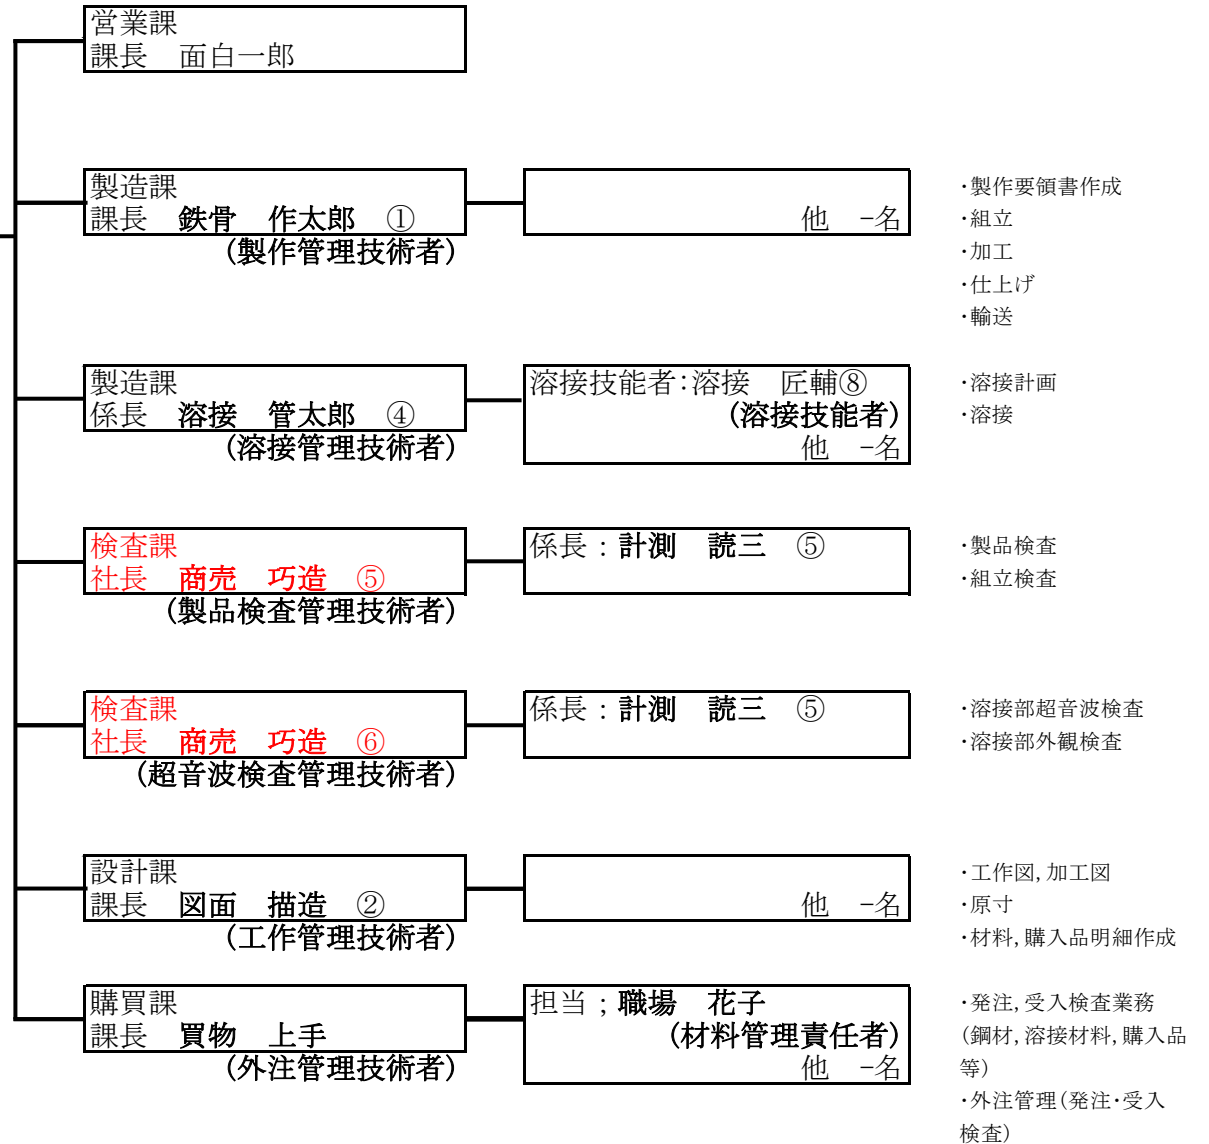 営業課
課長　面白一郎
製造課
課長　鉄骨　作太郎　①
(製作管理技術者)
他　-名
・製作要領書作成
・組立
・加工
・仕上げ
・輸送
製造課
係長　溶接　管太郎　④
(溶接管理技術者)
溶接技能者:溶接　匠輔⑧
(溶接技能者)
他　-名
・溶接計画
・溶接
検査課
社長　商売　巧造　⑤
(製品検査管理技術者)
係長：計測　読三　⑤
・製品検査
・組立検査
検査課
社長　商売　巧造　⑥
(超音波検査管理技術者)
係長：計測　読三　⑤
・溶接部超音波検査
・溶接部外観検査
設計課
課長　図面　描造　②
(工作管理技術者)
他　-名
・工作図,加工図
・原寸
・材料,購入品明細作成
購買課
課長　買物　上手
(外注管理技術者)
担当；職場　花子
(材料管理責任者)
他　-名
・発注,受入検査業務
(鋼材,溶接材料,購入品
等)
・外注管理(発注・受入
検査)